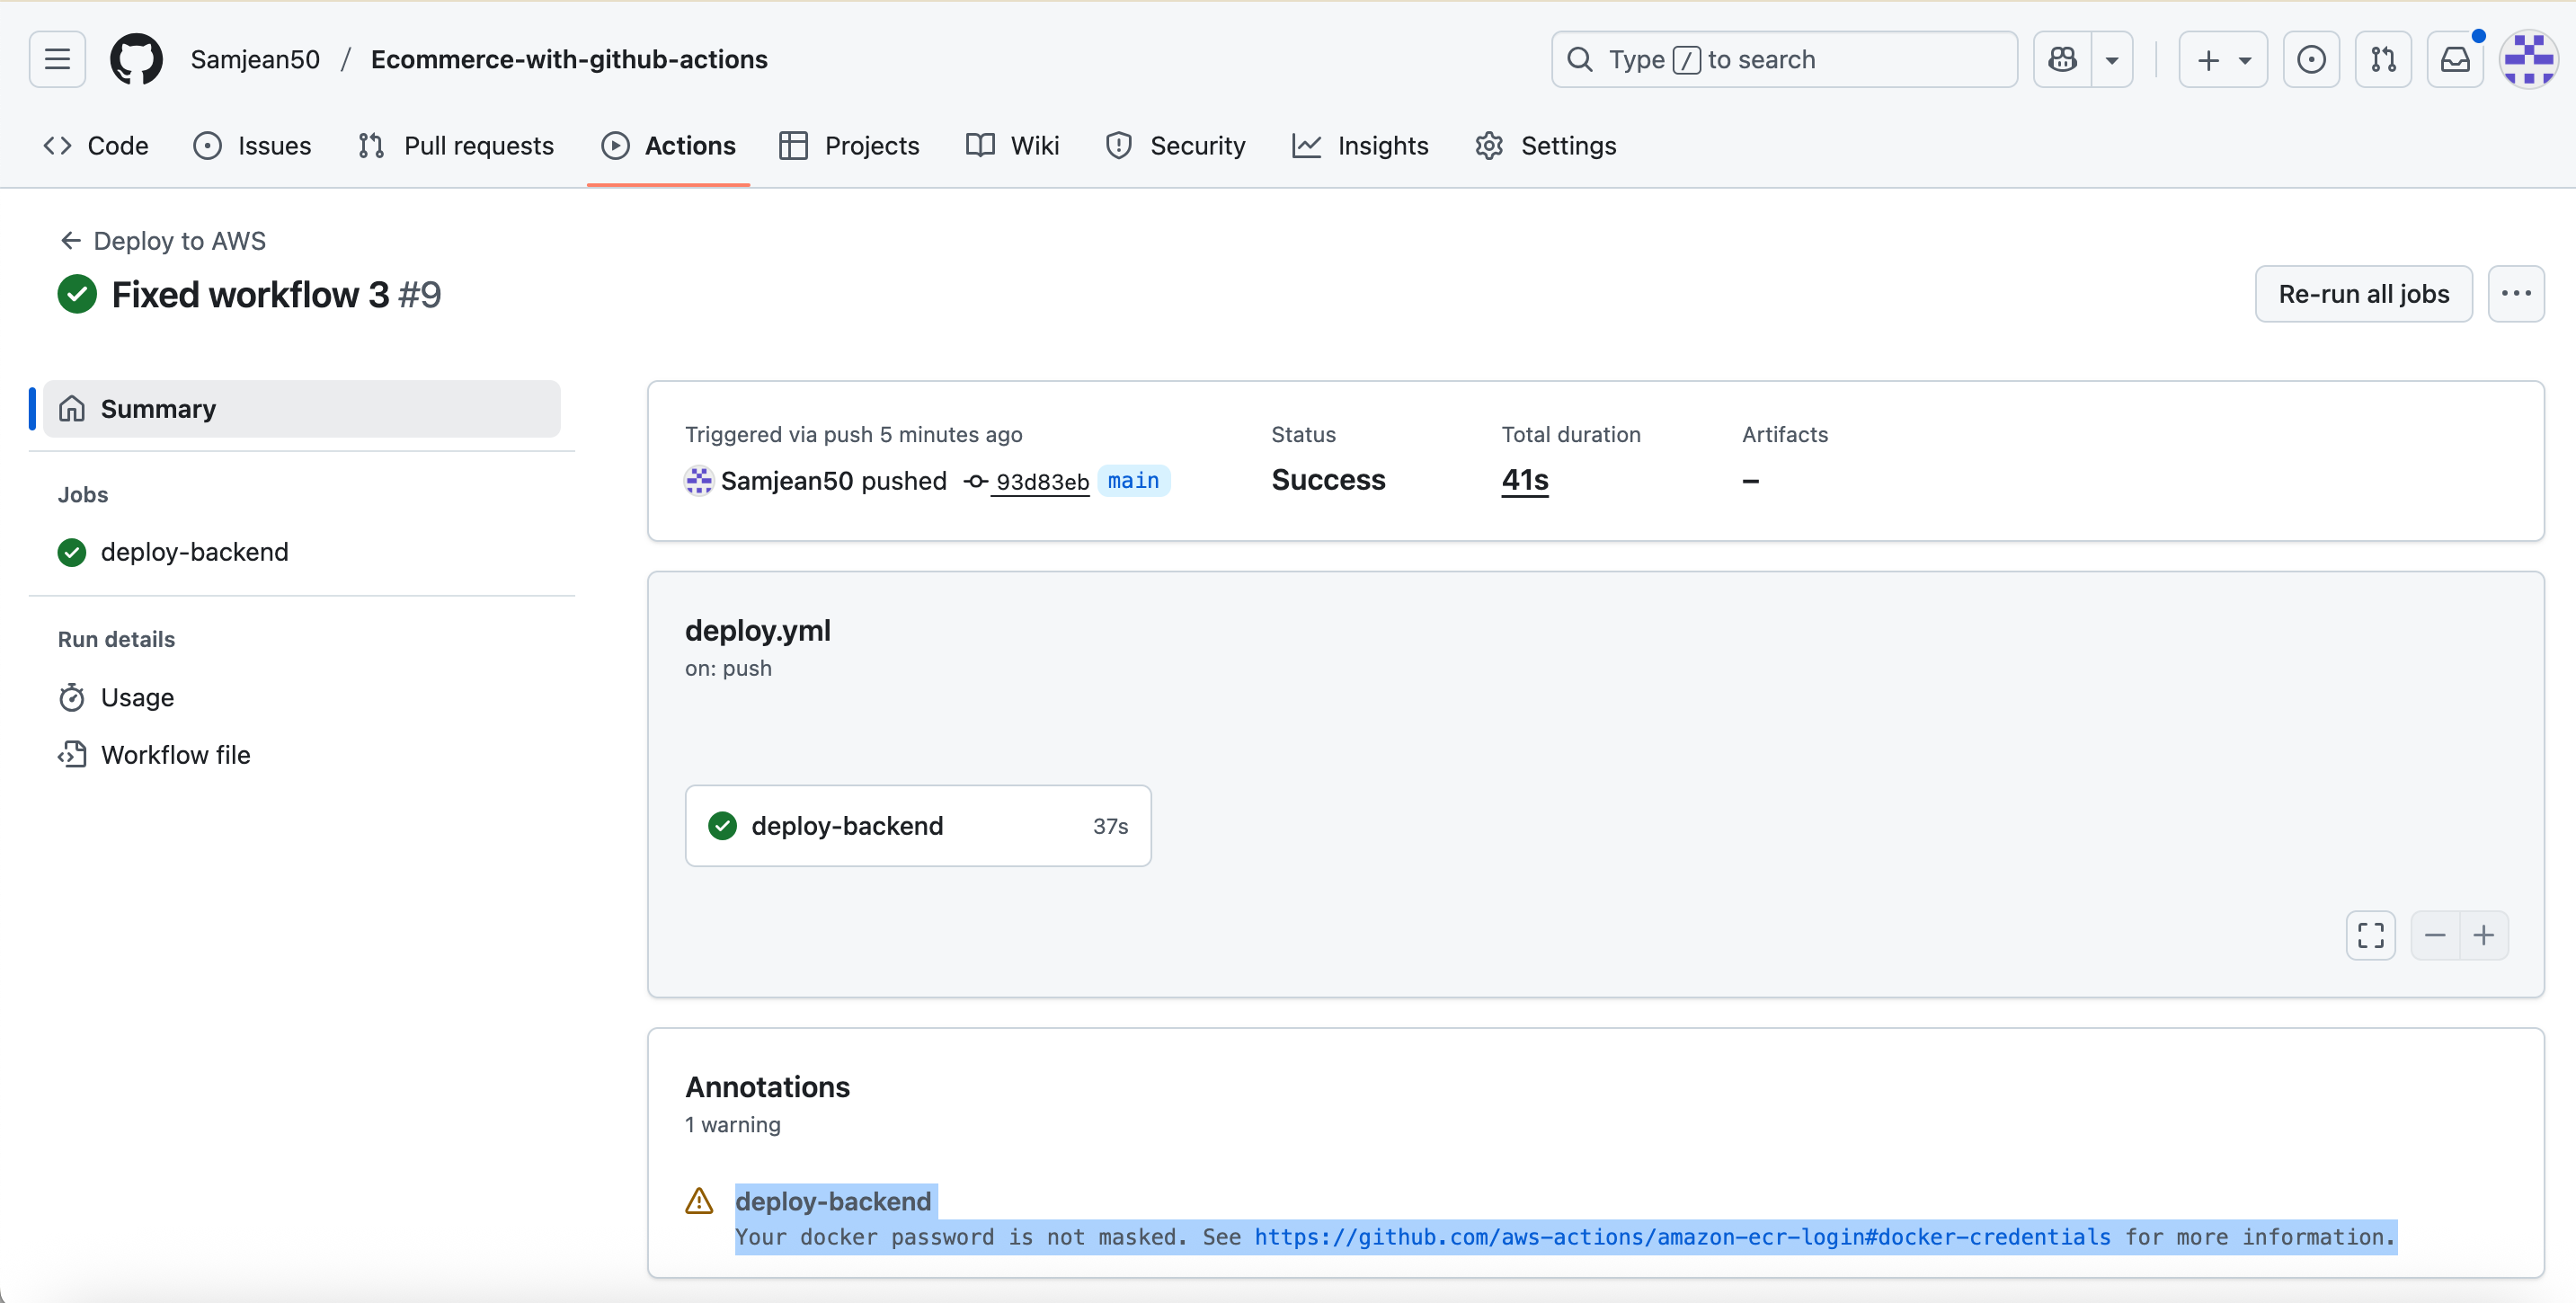 Samjean50 / Ecommerce-with-github-actions
Type / to search
Code Issues Pull requests Actions Projects Wiki Security Insights Settings
Deploy to AWS
Fixed workflow 3 #9
Re-run all jobs
Summary
Jobs
deploy-backend
Run details
Usage
Workflow file
Triggered via push 5 minutes ago
Samjean50 pushed 93d83eb main
Status
Success
Total duration
41s
Artifacts
–
deploy.yml
on: push
deploy-backend 37s
Annotations
1 warning
deploy-backend
Your docker password is not masked. See https://github.com/aws-actions/amazon-ecr-login#docker-credentials for more information.